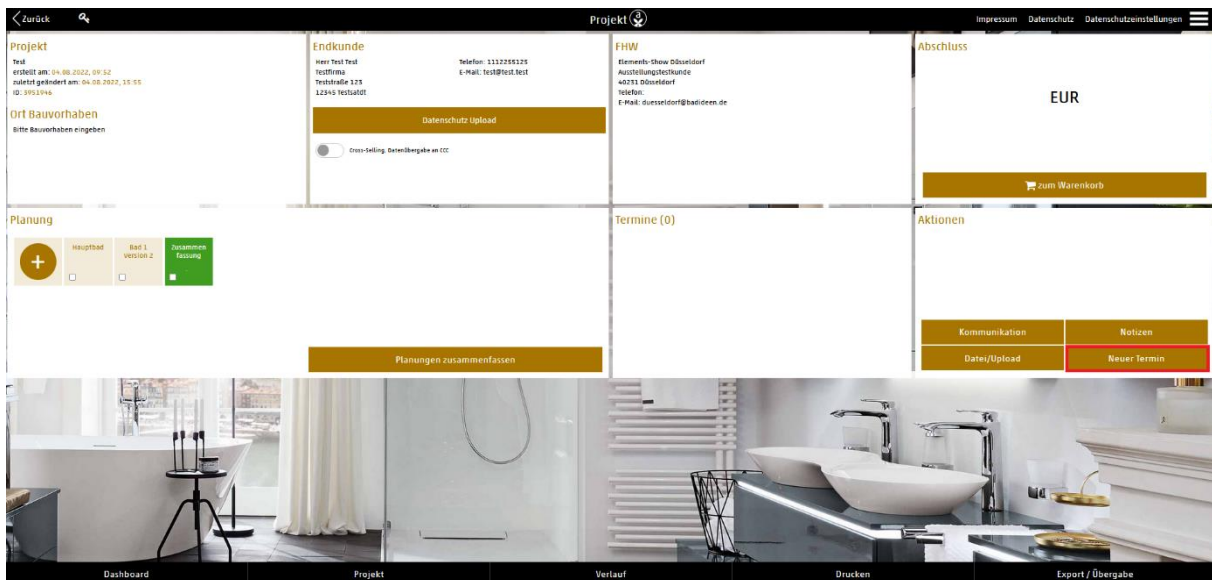 Zurück
Projekt
Impressum Datenschutz Datenschutzeinstellungen
Projekt
Test
erstellt am: 04.08.2022, 09:52
zuletzt geändert am: 04.08.2022, 15:55
ID: 3951946
Ort Bauvorhaben
Bitte Bauvorhaben eingeben
Endkunde
Herr Test Test
Testfirma
Teststraße 123
12345 Testsatdt
Telefon: 1112255125
E-Mail: test@test.test
Datenschutz Upload
Cross-Selling. Datenübergabe an CCC
FHW
Elements-Show Düsseldorf
Ausstellungstestkunde
40231 Düsseldorf
Telefon:
E-Mail: duesseldorf@badideen.de
Abschluss
EUR
zum Warenkorb
Planung
+
Hauptbad
Bad 1
Version 2
Zusammen
fassung
Planungen zusammenfassen
Termine (0)
Aktionen
Kommunikation
Notizen
Datei/Upload
Neuer Termin
Dashboard
Projekt
Verlauf
Drucken
Export / Übergabe